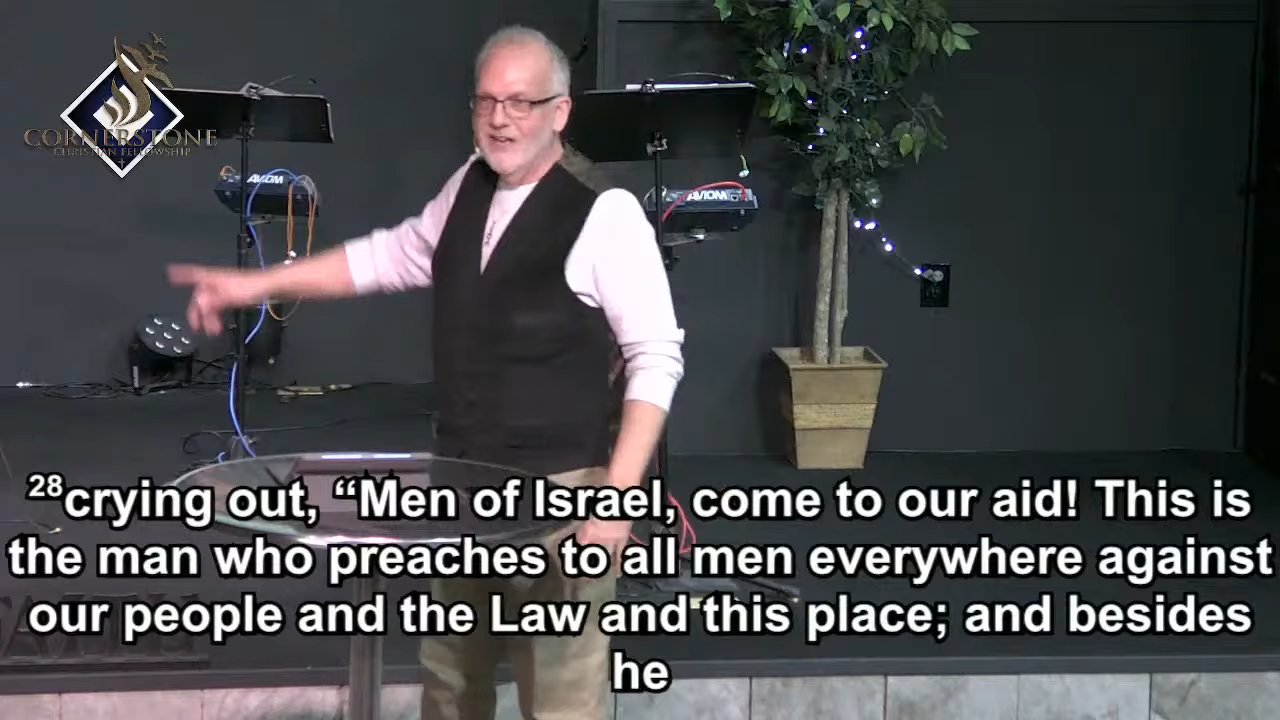 CORNERSTONE
CHRISTIAN FELLOWSHIP
AVIOM
AVIOM
28crying out, “Men of Israel, come to our aid! This is
the man who preaches to all men everywhere against
our people and the Law and this place; and besides
he